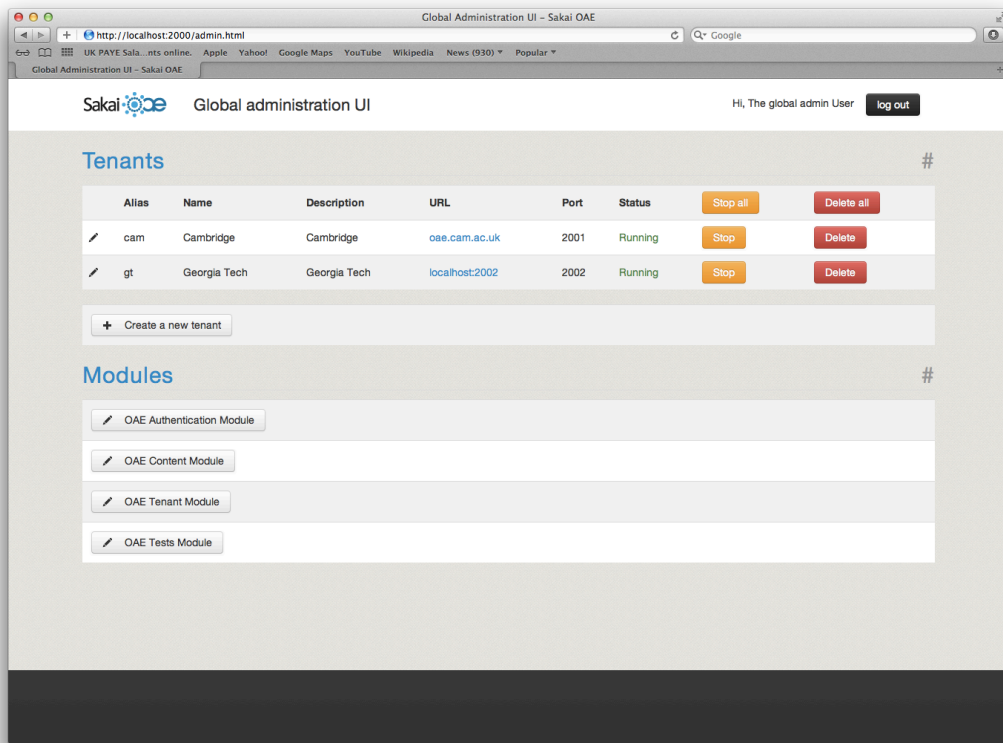 Global Administration UI – Sakai OAE
http://localhost:2000/admin.html
Google
UK PAYE Sala...nts online. Apple Yahoo! Google Maps YouTube Wikipedia News (930) Popular
Global Administration UI – Sakai OAE
Sakai oae Global administration UI Hi, The global admin User log out
Tenants #
Alias Name Description URL Port Status Stop all Delete all
cam Cambridge Cambridge oae.cam.ac.uk 2001 Running Stop Delete
gt Georgia Tech Georgia Tech localhost:2002 2002 Running Stop Delete
Create a new tenant
Modules #
OAE Authentication Module
OAE Content Module
OAE Tenant Module
OAE Tests Module